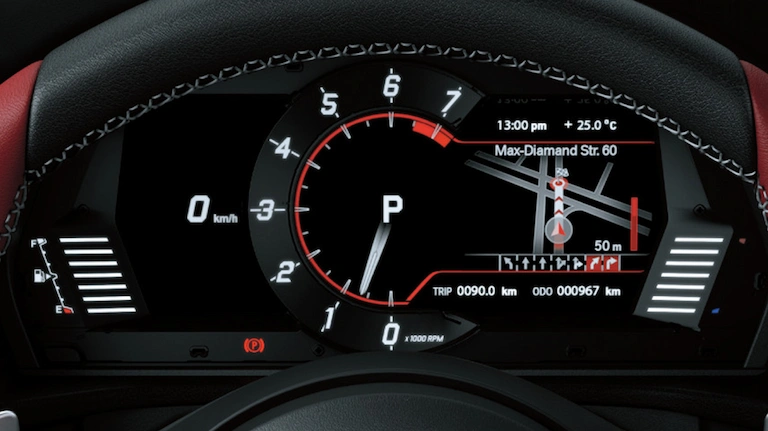 6
5
7
4
3
2
1
0
x 1000 RPM
P
0 km/h
F
E
13:00 pm + 25.0 °C
Max-Diamand Str. 60
50 m
TRIP 0090.0 km ODO 000967 km
(P)